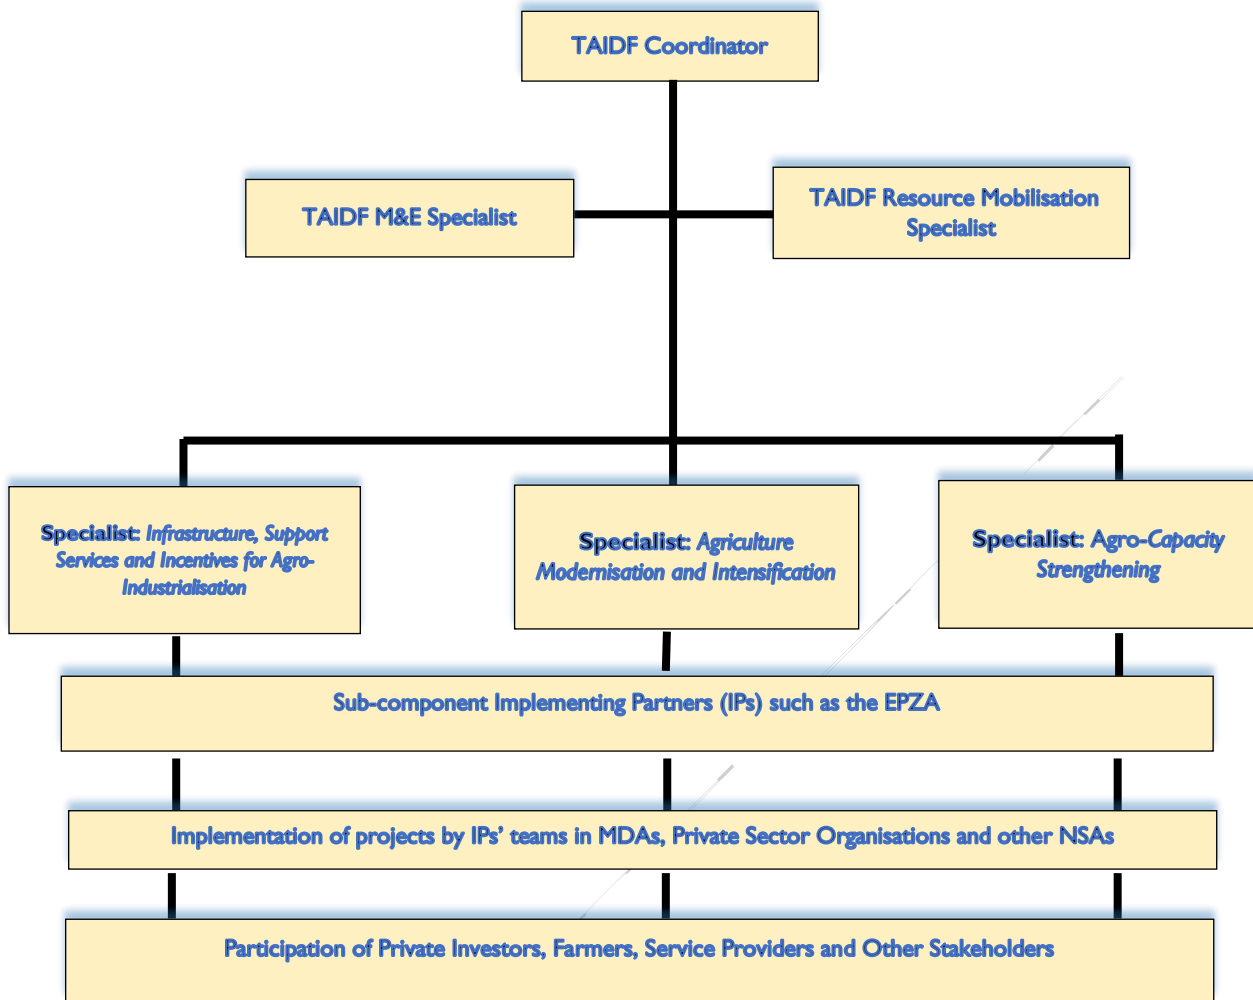 TAIDF Coordinator
TAIDF M&E Specialist
TAIDF Resource Mobilisation
Specialist
Specialist: Infrastructure, Support
Services and Incentives for Agro-
Industrialisation
Specialist: Agriculture
Modernisation and Intensification
Specialist: Agro-Capacity
Strengthening
Sub-component Implementing Partners (IPs) such as the EPZA
Implementation of projects by IPs’ teams in MDAs, Private Sector Organisations and other NSAs
Participation of Private Investors, Farmers, Service Providers and Other Stakeholders